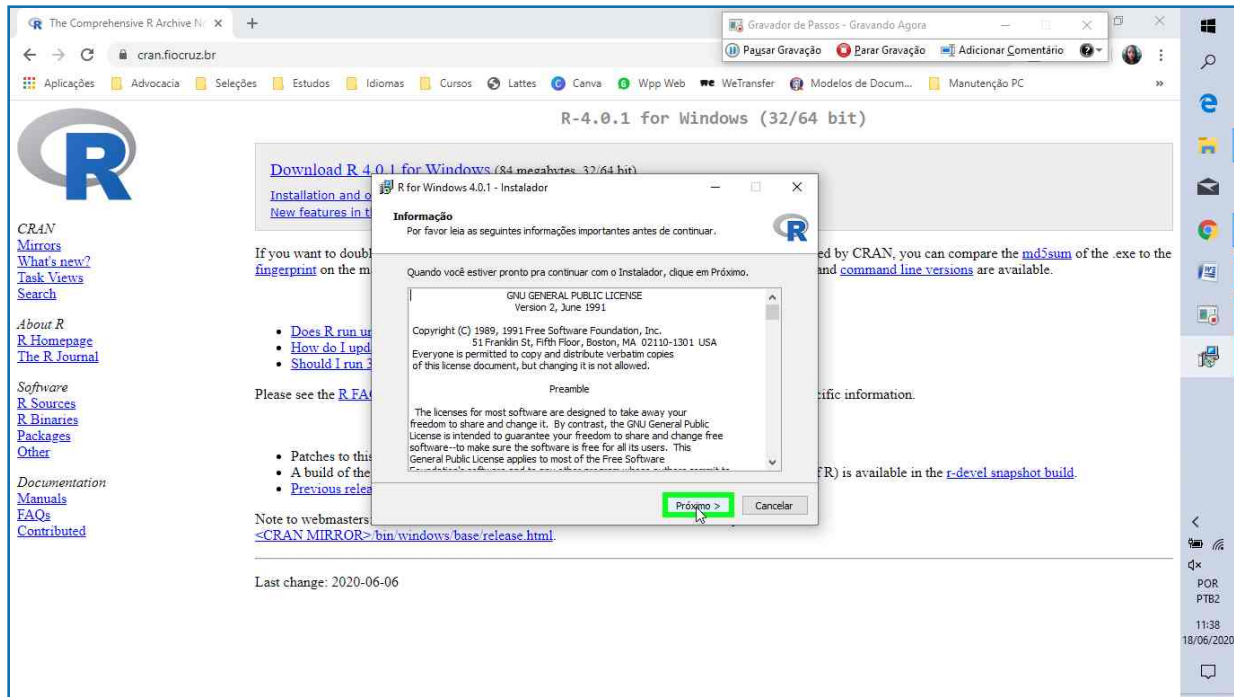 The Comprehensive R Archive N
Gravador de Passos - Gravando Agora
cran.fiocruz.br
Pausar Gravação Parar Gravação Adicionar Comentário
Aplicações Advocacia Seleções Estudos Idiomas Cursos Lattes Canva Wpp Web WeTransfer Modelos de Docum... Manutenção PC »
R-4.0.1 for Windows (32/64 bit)
R
Download R 4.0.1 for Windows (84 megabytes, 32/64 bit)
Installation and o
New features in t
R for Windows 4.0.1 - Instalador
Informação
Por favor leia as seguintes informações importantes antes de continuar.
R
Quando você estiver pronto pra continuar com o Instalador, clique em Próximo.
GNU GENERAL PUBLIC LICENSE
Version 2, June 1991
Copyright (C) 1989, 1991 Free Software Foundation, Inc.
51 Franklin St, Fifth Floor, Boston, MA 02110-1301 USA
Everyone is permitted to copy and distribute verbatim copies
of this license document, but changing it is not allowed.
Preamble
The licenses for most software are designed to take away your
freedom to share and change it. By contrast, the GNU General Public
License is intended to guarantee your freedom to share and change free
software--to make sure the software is free for all its users. This
General Public License applies to most of the Free Software
Próximo > Cancelar
CRAN
Mirrors
What's new?
Task Views
Search
About R
R Homepage
The R Journal
Software
R Sources
R Binaries
Packages
Other
Documentation
Manuals
FAQs
Contributed
If you want to doubl ed by CRAN, you can compare the md5sum of the .exe to the
fingerprint on the m and command line versions are available.
Does R run un
How do I upd
Should I run 3
Please see the R FA cific information.
Patches to this
A build of the f R) is available in the r-devel snapshot build.
Previous relea
Note to webmasters:
<CRAN MIRROR>/bin/windows/base/release.html.
Last change: 2020-06-06
POR
PTB2
11:38
18/06/2020